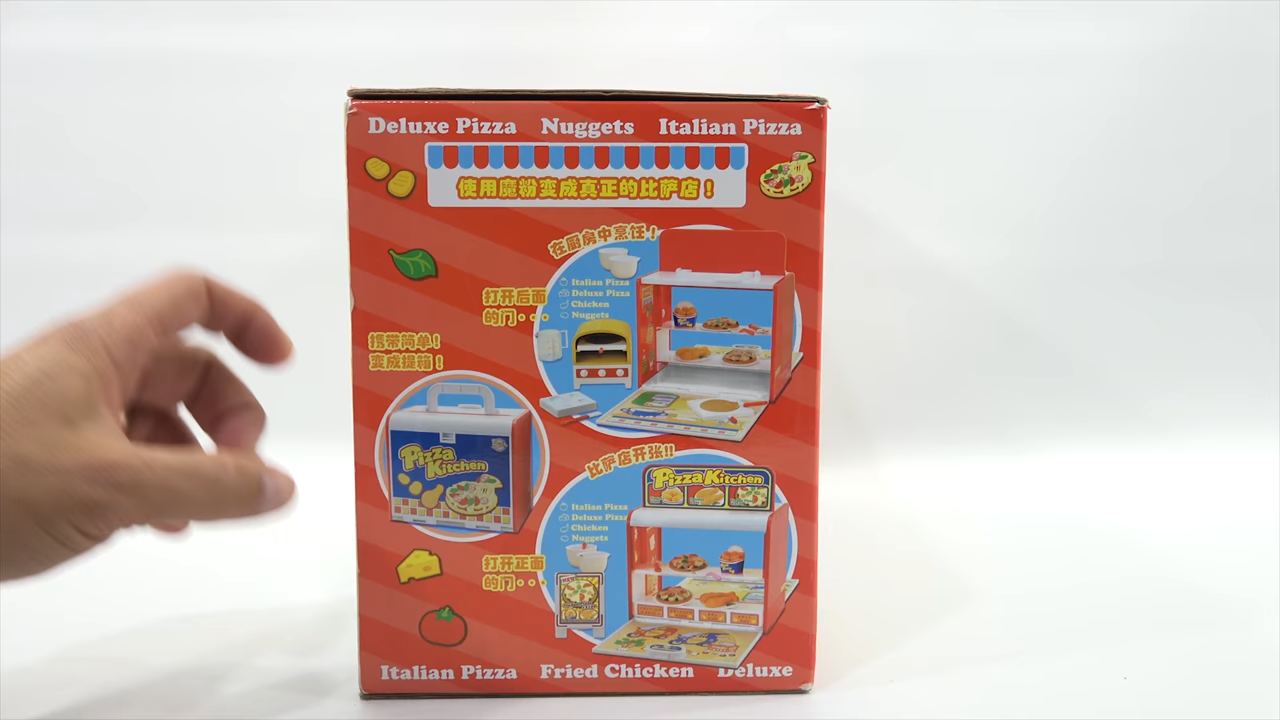 Deluxe Pizza Nuggets Italian Pizza
使用魔粉变成真正的比萨店！
在厨房中烹饪！
Italian Pizza
Deluxe Pizza
Chicken
Nuggets
打开后面
的门・・・
携带简单！
变成提箱！
Pizza
Kitchen
比萨店开张!!
Pizza Kitchen
Italian Pizza
Deluxe Pizza
Chicken
Nuggets
打开正面
的门・・・
Italian Pizza Fried Chicken Deluxe